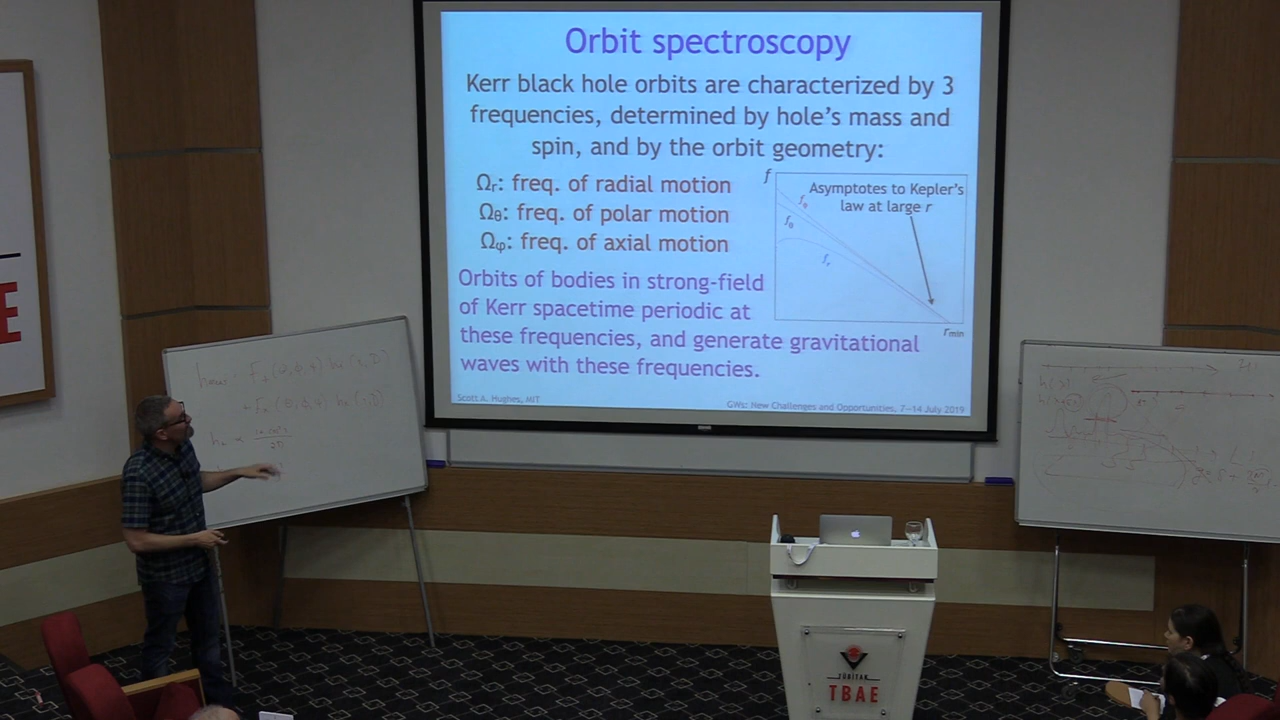 Orbit spectroscopy
Kerr black hole orbits are characterized by 3
frequencies, determined by hole's mass and
spin, and by the orbit geometry:
Ωr: freq. of radial motion
Ωθ: freq. of polar motion
Ωφ: freq. of axial motion
f
Asymptotes to Kepler's
law at large r
fθ
fr
rmin
Orbits of bodies in strong-field
of Kerr spacetime periodic at
these frequencies, and generate gravitational
waves with these frequencies.
Scott A. Hughes, MIT
GWs: New Challenges and Opportunities, 7–14 July 2019
E
TÜBİTAK
TBAE